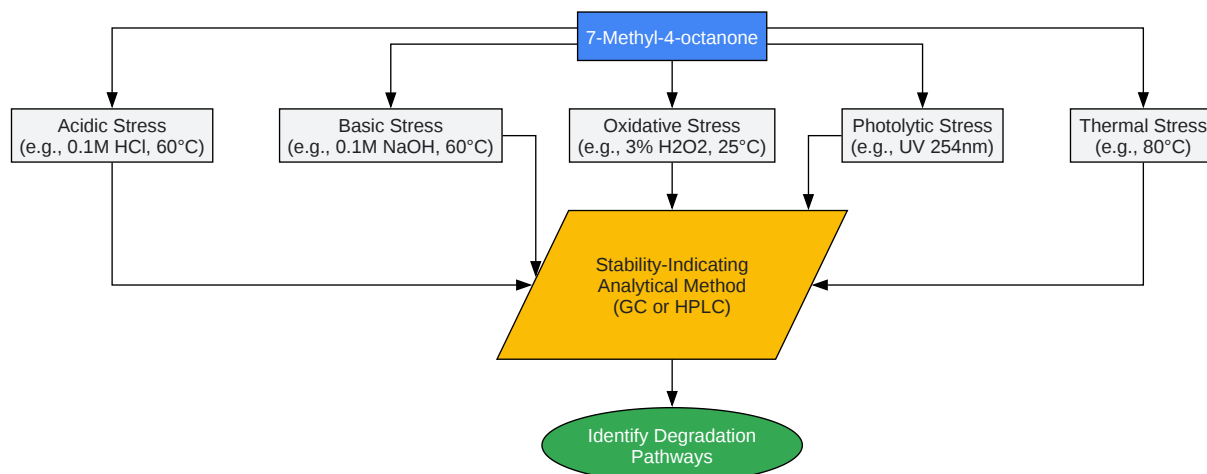 7-Methyl-4-octanone
Acidic Stress
(e.g., 0.1M HCl, 60°C)
Basic Stress
(e.g., 0.1M NaOH, 60°C)
Oxidative Stress
(e.g., 3% H2O2, 25°C)
Photolytic Stress
(e.g., UV 254nm)
Thermal Stress
(e.g., 80°C)
Stability-Indicating
Analytical Method
(GC or HPLC)
Identify Degradation
Pathways